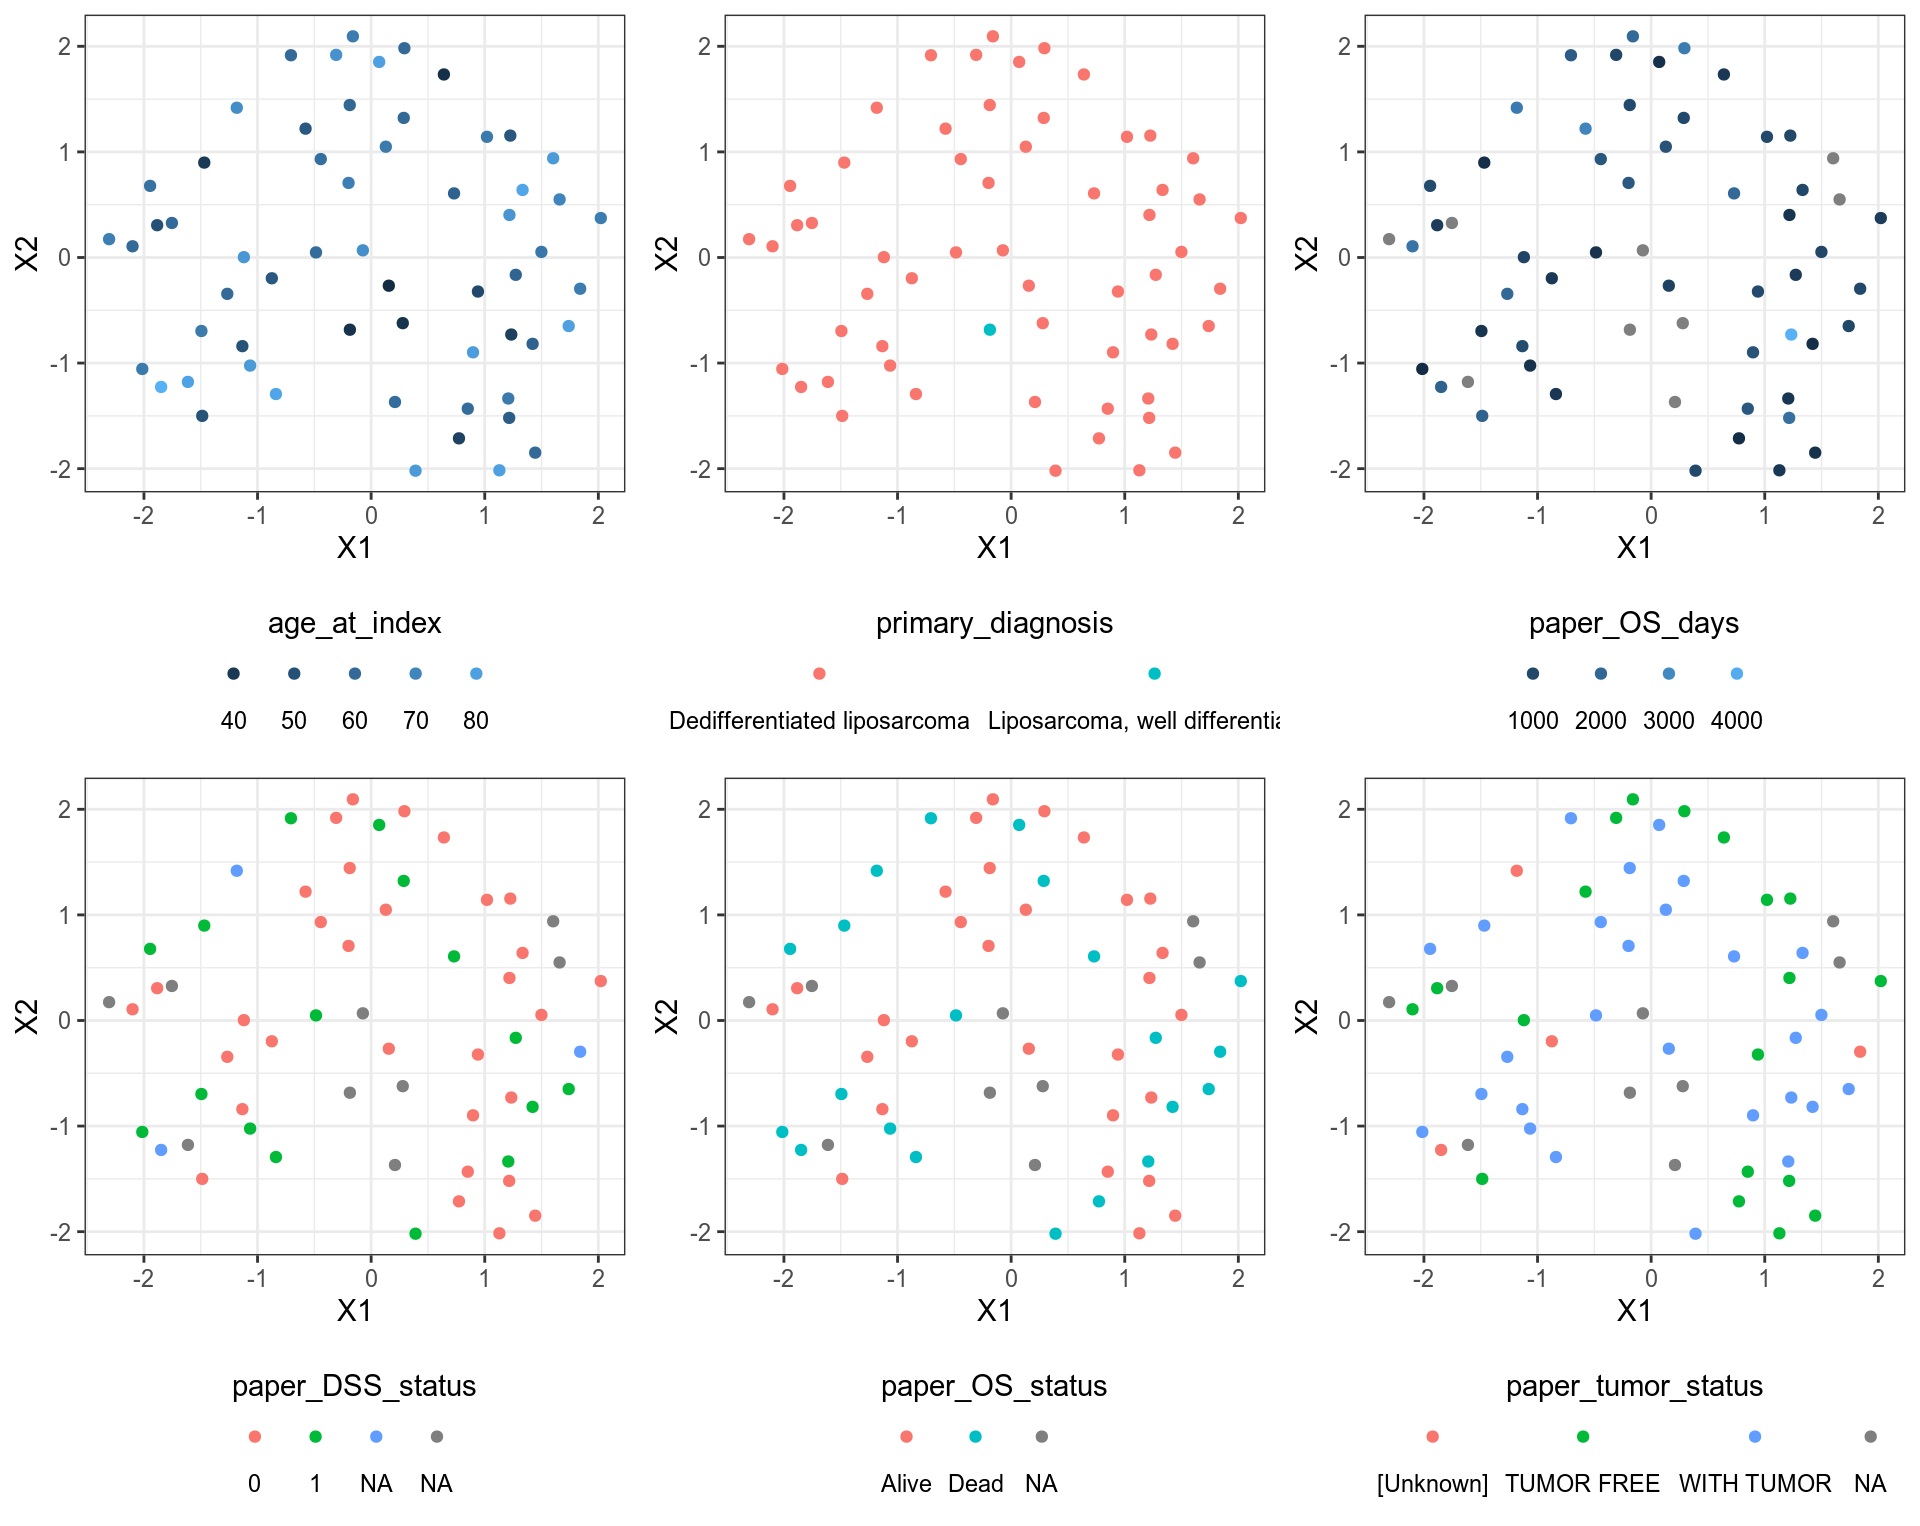 2
1
0
-1
-2
X2
-2 -1 0 1 2
X1
age_at_index
40 50 60 70 80
2
1
0
-1
-2
X2
-2 -1 0 1 2
X1
primary_diagnosis
Dedifferentiated liposarcoma Liposarcoma, well differentia
2
1
0
-1
-2
X2
-2 -1 0 1 2
X1
paper_OS_days
1000 2000 3000 4000
2
1
0
-1
-2
X2
-2 -1 0 1 2
X1
paper_DSS_status
0 1 NA NA
2
1
0
-1
-2
X2
-2 -1 0 1 2
X1
paper_OS_status
Alive Dead NA
2
1
0
-1
-2
X2
-2 -1 0 1 2
X1
paper_tumor_status
[Unknown] TUMOR FREE WITH TUMOR NA